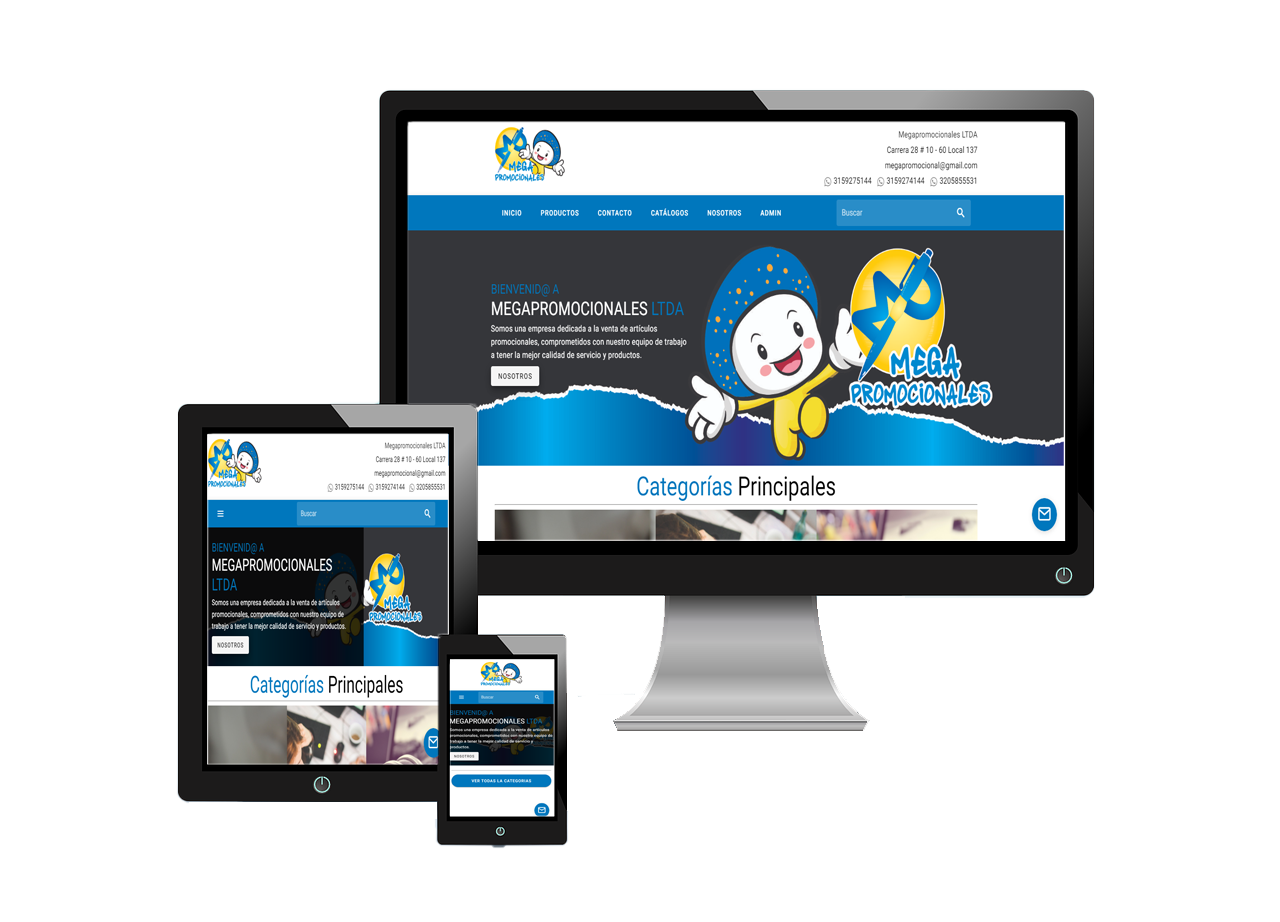 MEGA
PROMOCIONALES
Megapromocionales LTDA
Carrera 28 # 10 - 60 Local 137
megapromocional@gmail.com
3159275144 3159274144 3205855531
INICIO PRODUCTOS CONTACTO CATÁLOGOS NOSOTROS ADMIN Buscar
BIENVENID@ A
MEGAPROMOCIONALES LTDA
Somos una empresa dedicada a la venta de artículos
promocionales, comprometidos con nuestro equipo de trabajo
a tener la mejor calidad de servicio y productos.
NOSOTROS
MEGA
PROMOCIONALES
Categorías Principales
MEGA
PROMOCIONALES
Megapromocionales LTDA
Carrera 28 # 10 - 60 Local 137
megapromocional@gmail.com
3159275144 3159274144 3205855531
Buscar
BIENVENID@ A
MEGAPROMOCIONALES
LTDA
Somos una empresa dedicada a la venta de artículos
promocionales, comprometidos con nuestro equipo de
trabajo a tener la mejor calidad de servicio y productos.
NOSOTROS
MEGA
PROMOCIONALES
Categorías Principales
MEGA
PROMOCIONALES
Buscar
BIENVENID@ A
MEGAPROMOCIONALES LTDA
Somos una empresa dedicada a la venta de artículos
promocionales, comprometidos con nuestro equipo de
trabajo a tener la mejor calidad de servicio y
productos.
NOSOTROS
VER TODAS LA CATEGORIAS